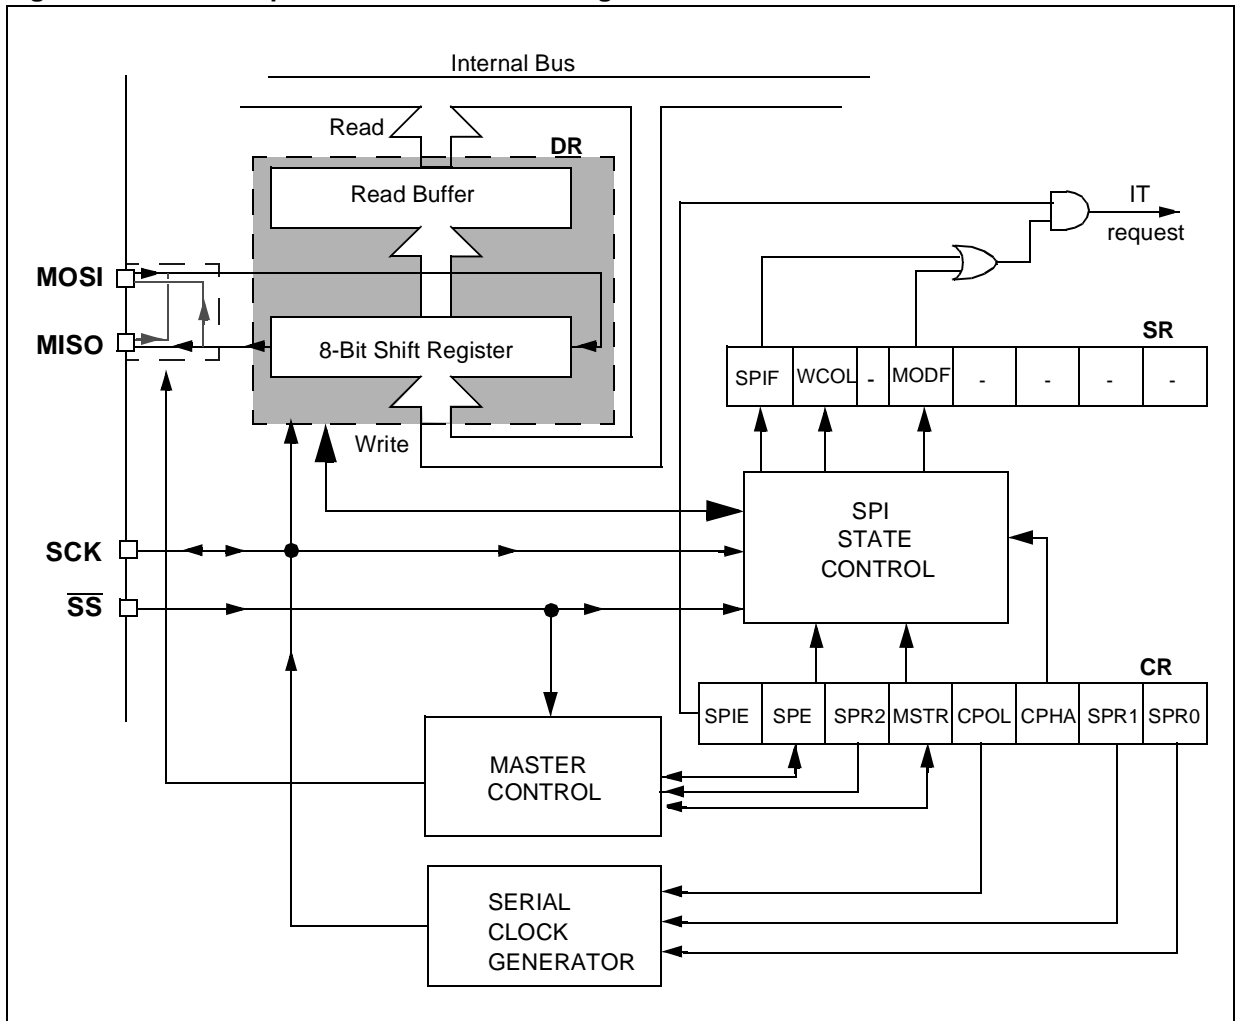 Internal Bus
Read
DR
Read Buffer
IT
request
MOSI
MISO
8-Bit Shift Register
SR
SPIF WCOL - MODF - - - -
Write
SPI
STATE
CONTROL
SCK
SS
CR
SPIE SPE SPR2 MSTR CPOL CPHA SPR1 SPR0
MASTER
CONTROL
SERIAL
CLOCK
GENERATOR